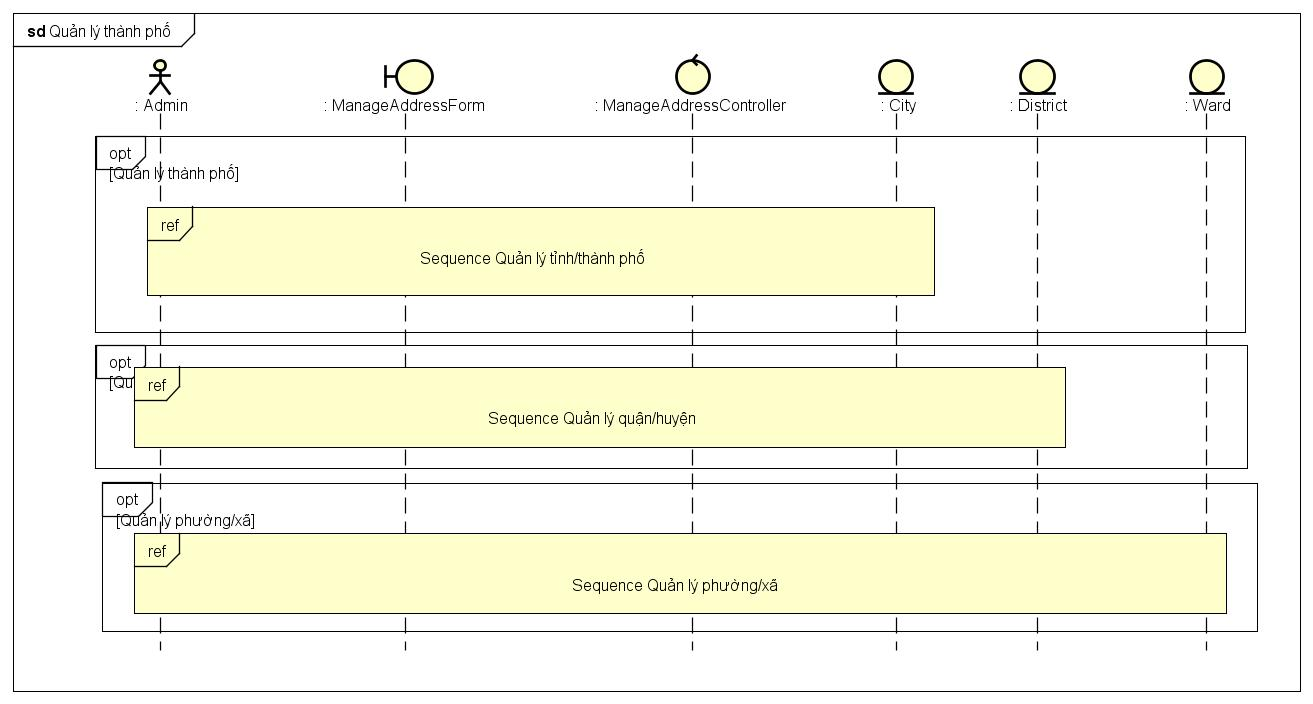 sd Quản lý thành phố
: Admin
: ManageAddressForm
: ManageAddressController
: City
: District
: Ward
opt
[Quản lý thành phố]
ref
Sequence Quản lý tỉnh/thành phố
opt
[Qu
ref
Sequence Quản lý quận/huyện
opt
[Quản lý phường/xã]
ref
Sequence Quản lý phường/xã